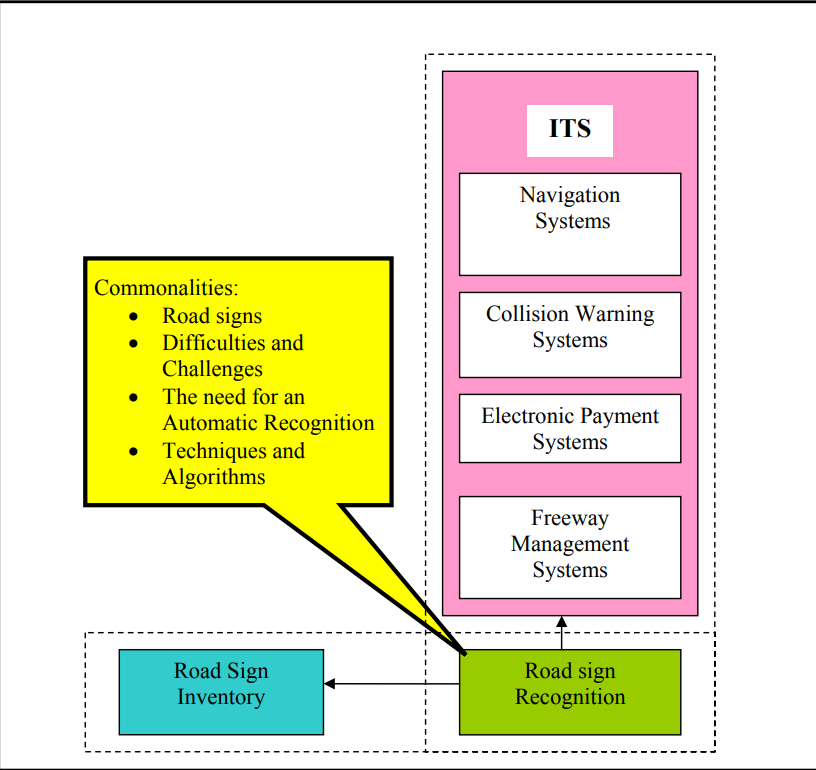 ITS
Navigation
Systems
Collision Warning
Systems
Electronic Payment
Systems
Freeway
Management
Systems
Commonalities:
• Road signs
• Difficulties and
Challenges
• The need for an
Automatic Recognition
• Techniques and
Algorithms
Road Sign
Inventory
Road sign
Recognition